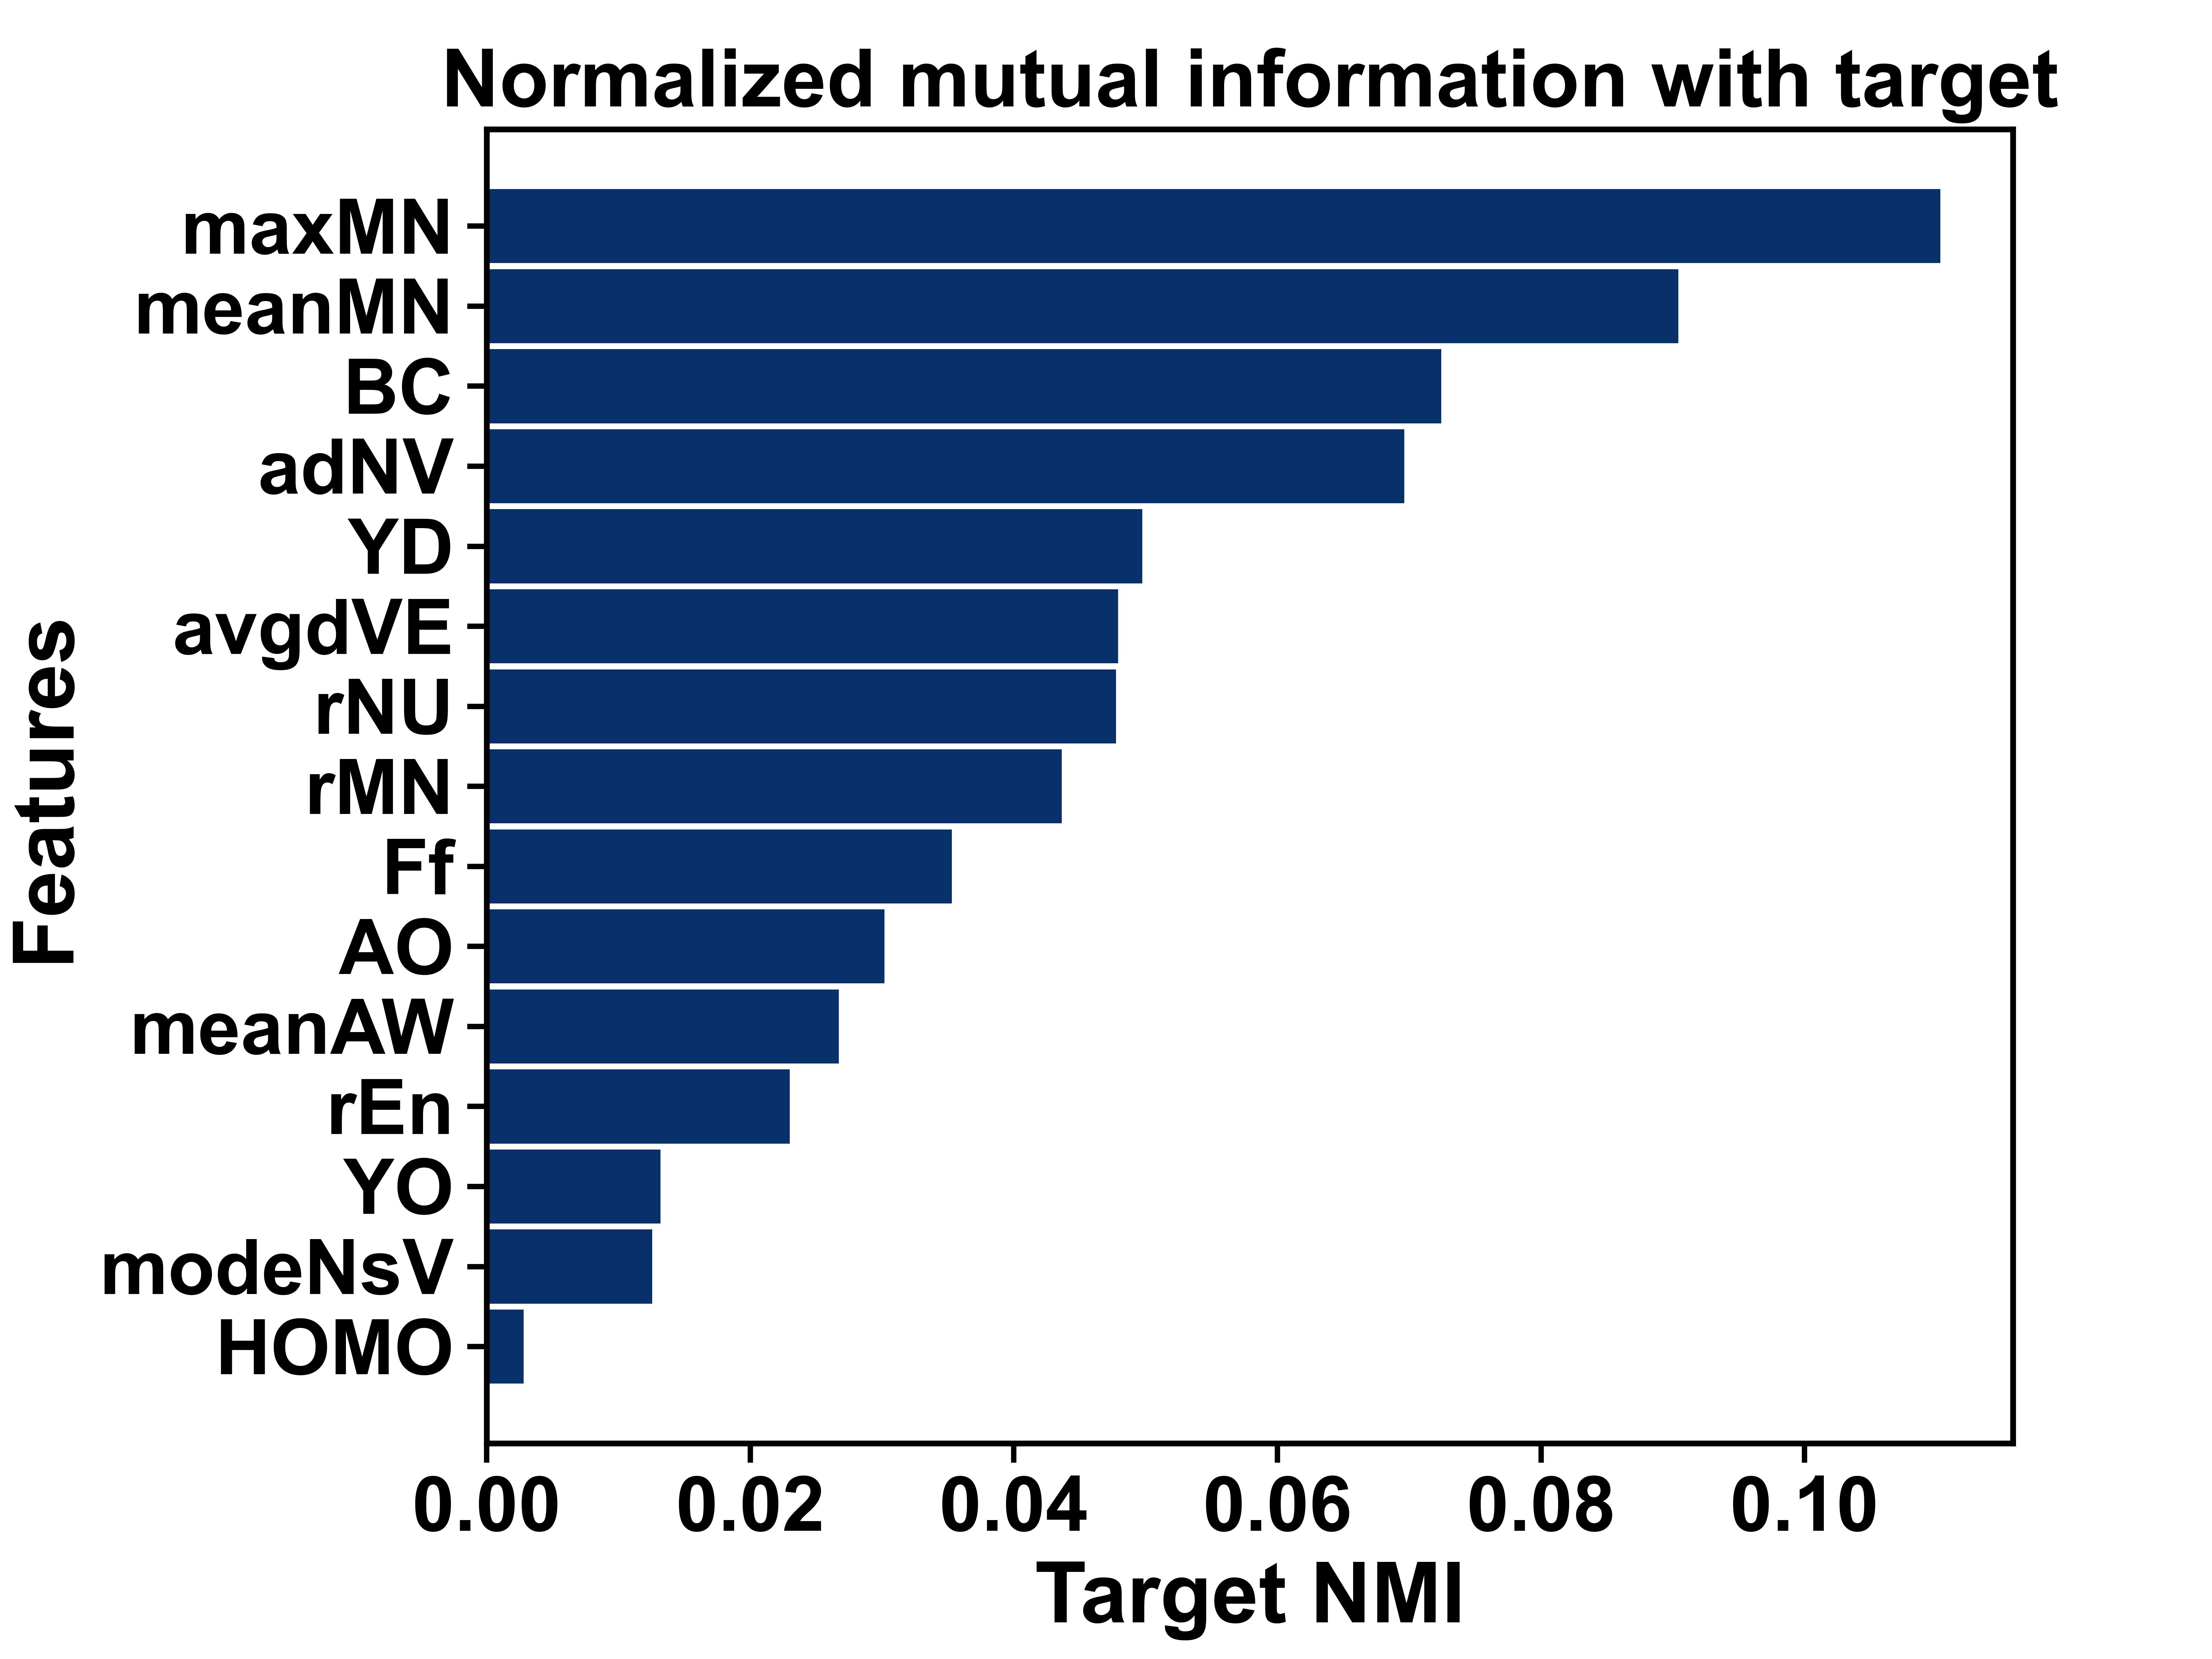 Normalized mutual information with target
maxMN
meanMN
BC
adNV
YD
avgdVE
rNU
rMN
Ff
AO
meanAW
rEn
YO
modeNsV
HOMO
Features
0.00 0.02 0.04 0.06 0.08 0.10
Target NMI